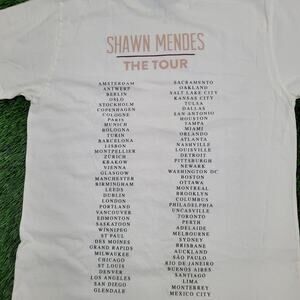 SHAWN MENDES
THE TOUR
AMSTERDAM
ANTWERP
BERLIN
OSLO
STOCKHOLM
COPENHAGEN
COLOGNE
PARIS
MUNICH
BOLOGNA
TURIN
BARCELONA
LISBON
MONTPELLIER
ZÜRICH
KRAKOW
VIENNA
GLASGOW
MANCHESTER
BIRMINGHAM
LEEDS
DUBLIN
LONDON
PORTLAND
VANCOUVER
EDMONTON
SASKATOON
WINNIPEG
ST PAUL
DES MOINES
GRAND RAPIDS
MILWAUKEE
CHICAGO
ST LOUIS
DENVER
LOS ANGELES
SAN DIEGO
GLENDALE
SACRAMENTO
OAKLAND
SALT LAKE CITY
KANSAS CITY
TULSA
DALLAS
SAN ANTONIO
HOUSTON
TAMPA
MIAMI
ORLANDO
ATLANTA
NASHVILLE
LOUISVILLE
DETROIT
PITTSBURGH
NEWARK
WASHINGTON DC
BOSTON
OTTAWA
MONTREAL
BROOKLYN
COLUMBUS
PHILADELPHIA
UNCASVILLE
TORONTO
PERTH
ADELAIDE
MELBOURNE
SYDNEY
BRISBANE
AUCKLAND
SÃO PAULO
RIO DE JANEIRO
BUENOS AIRES
SANTIAGO
LIMA
MONTERREY
MEXICO CITY